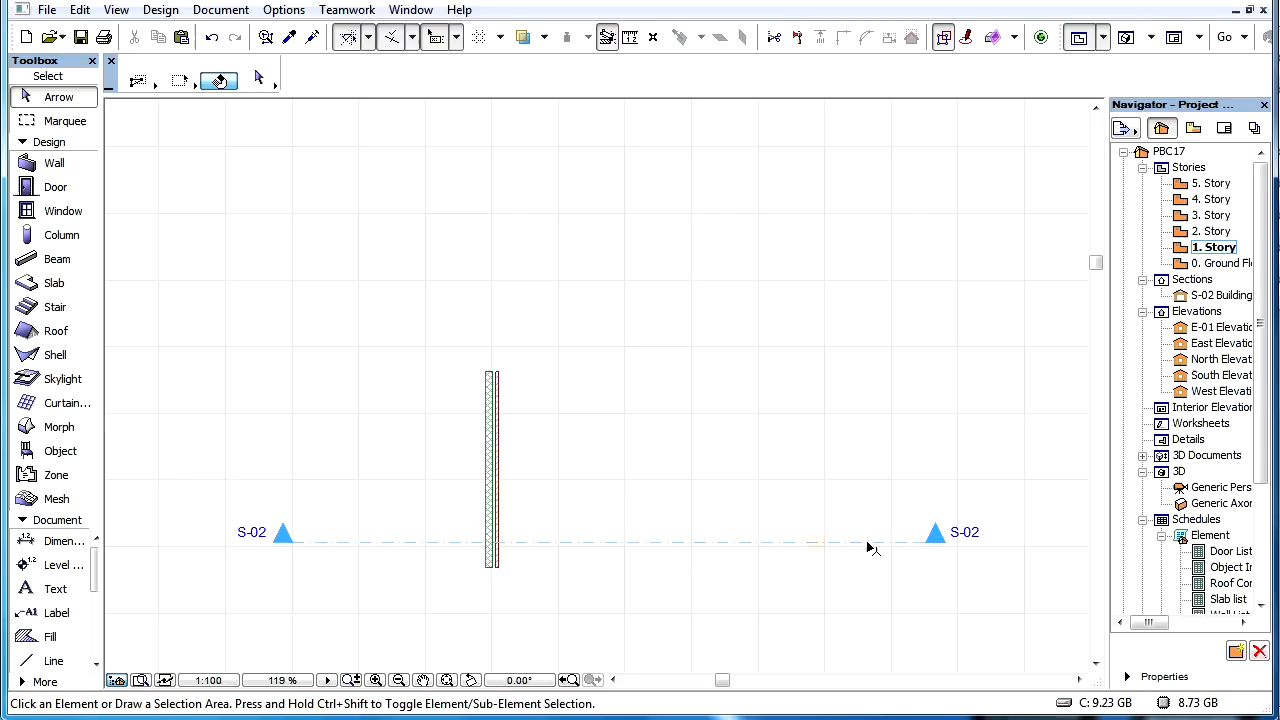 File Edit View Design Document Options Teamwork Window Help
Go
Toolbox
Select
Arrow
Marquee
Design
Wall
Door
Window
Column
Beam
Slab
Stair
Roof
Shell
Skylight
Curtain...
Morph
Object
Zone
Mesh
Document
Dimen...
Level ...
Text
Label
Fill
Line
More
S-02
S-02
Navigator - Project ...
PBC17
Stories
5. Story
4. Story
3. Story
2. Story
1. Story
0. Ground Fl
Sections
S-02 Building
Elevations
E-01 Elevatio
East Elevatio
North Elevat
South Elevat
West Elevati
Interior Elevation
Worksheets
Details
3D Documents
3D
Generic Pers
Generic Axor
Schedules
Element
Door List
Object In
Roof Cor
Slab list
Wall List
Properties
1:100
119 %
0.00°
Click an Element or Draw a Selection Area. Press and Hold Ctrl+Shift to Toggle Element/Sub-Element Selection.
C: 9.23 GB
8.73 GB